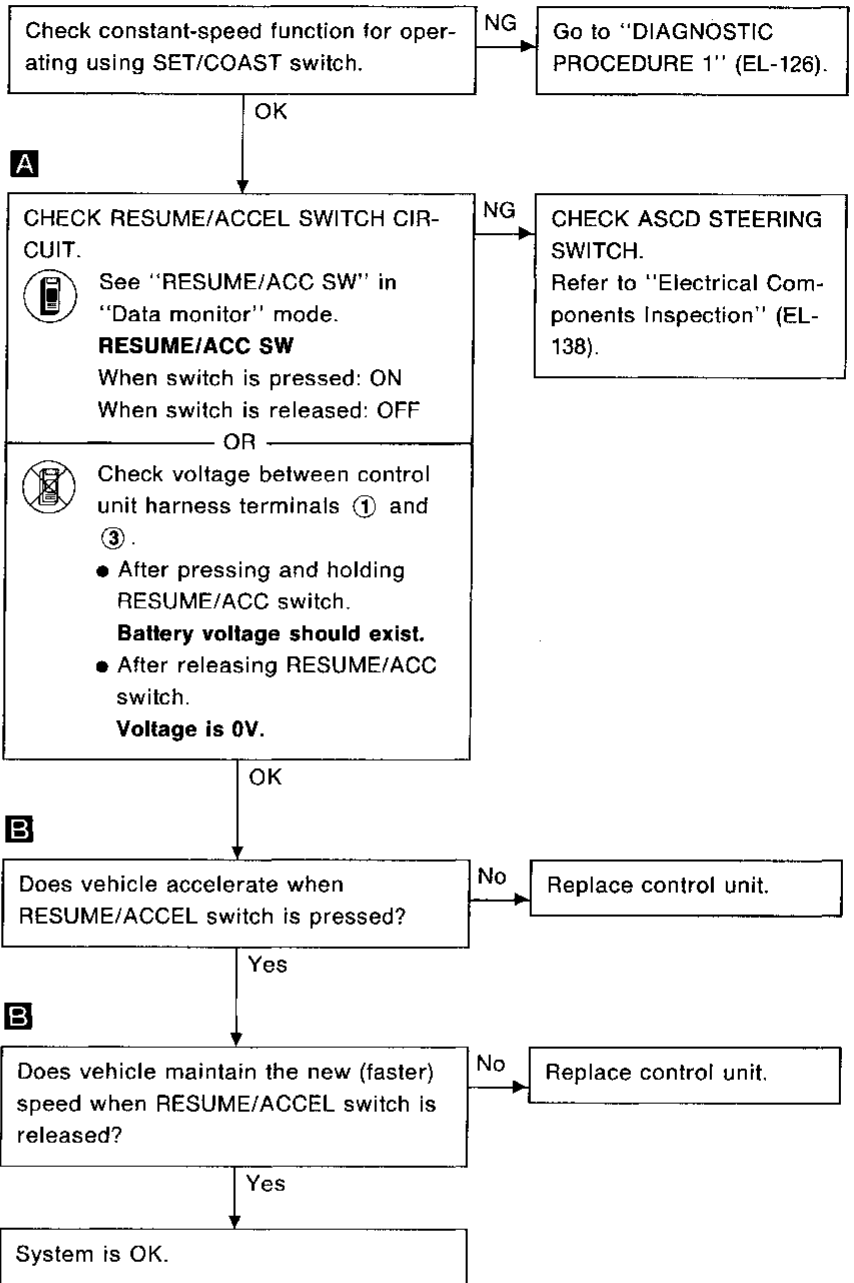 Check constant-speed function for oper-
ating using SET/COAST switch.
NG
Go to "DIAGNOSTIC
PROCEDURE 1" (EL-126).
OK
A
CHECK RESUME/ACCEL SWITCH CIR-
CUIT.
See "RESUME/ACC SW" in
"Data monitor" mode.
RESUME/ACC SW
When switch is pressed: ON
When switch is released: OFF
NG
CHECK ASCD STEERING
SWITCH.
Refer to "Electrical Com-
ponents Inspection" (EL-
138).
OR
Check voltage between control
unit harness terminals ① and
③.
● After pressing and holding
RESUME/ACC switch.
Battery voltage should exist.
● After releasing RESUME/ACC
switch.
Voltage is 0V.
OK
B
Does vehicle accelerate when
RESUME/ACCEL switch is pressed?
No
Replace control unit.
Yes
B
Does vehicle maintain the new (faster)
speed when RESUME/ACCEL switch is
released?
No
Replace control unit.
Yes
System is OK.